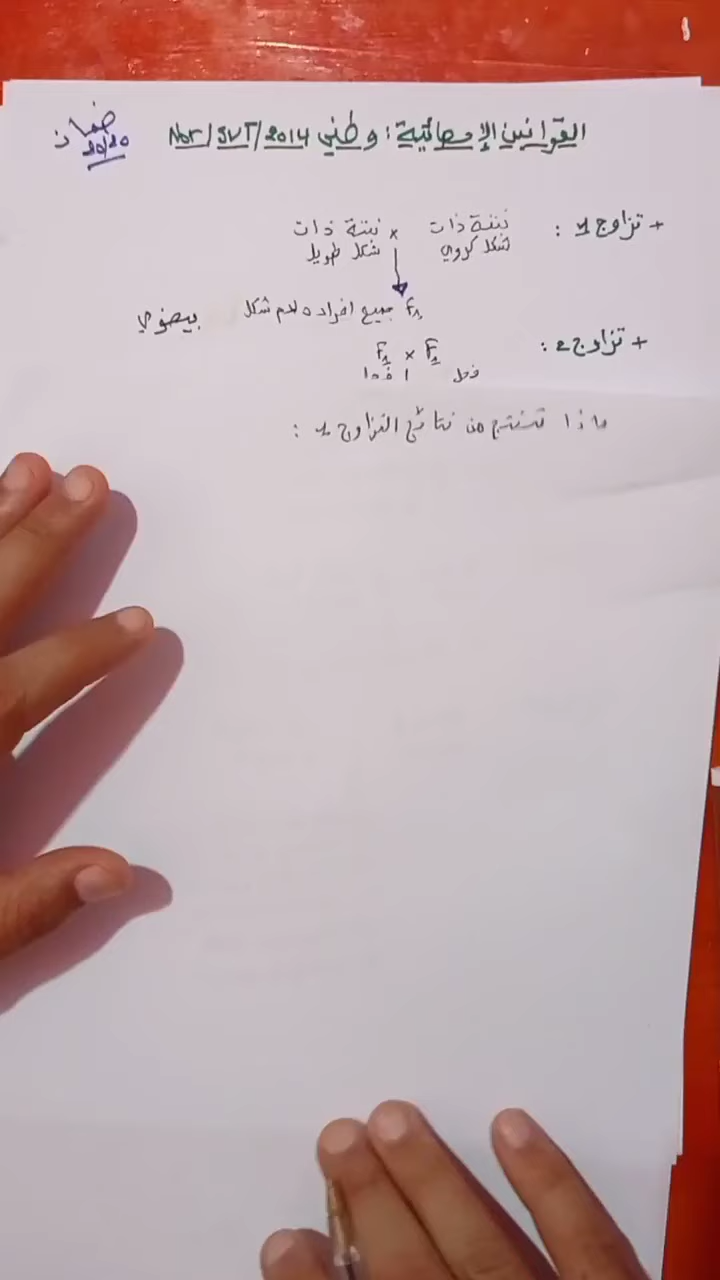 القوانين الإحصائية: وطني Nor/SVT/2014
ضمان 20/20
+ تزاوج 1: نبتة ذات شكل كروي × نبتة ذات شكل طويل
F1 جميع افراده لهم شكل بيضوي
+ تزاوج 2:
F1 × F1
ماذا تستنتج من نتائج التزاوج 1: